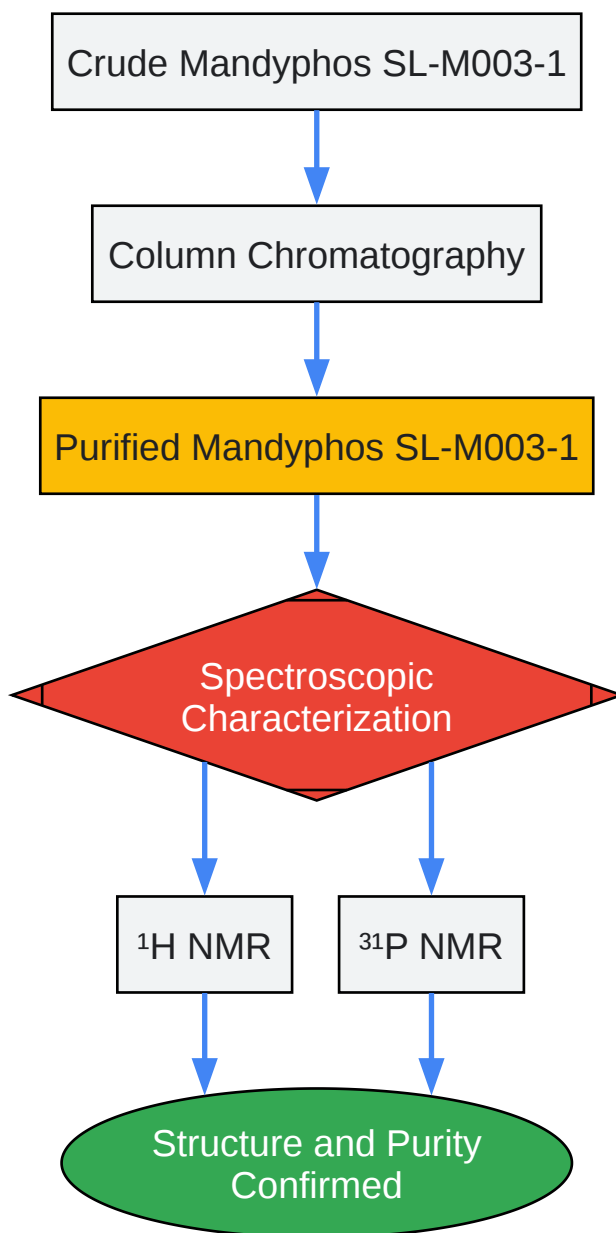 Crude Mandyphos SL-M003-1
Column Chromatography
Purified Mandyphos SL-M003-1
Spectroscopic
Characterization
¹H NMR
³¹P NMR
Structure and Purity
Confirmed